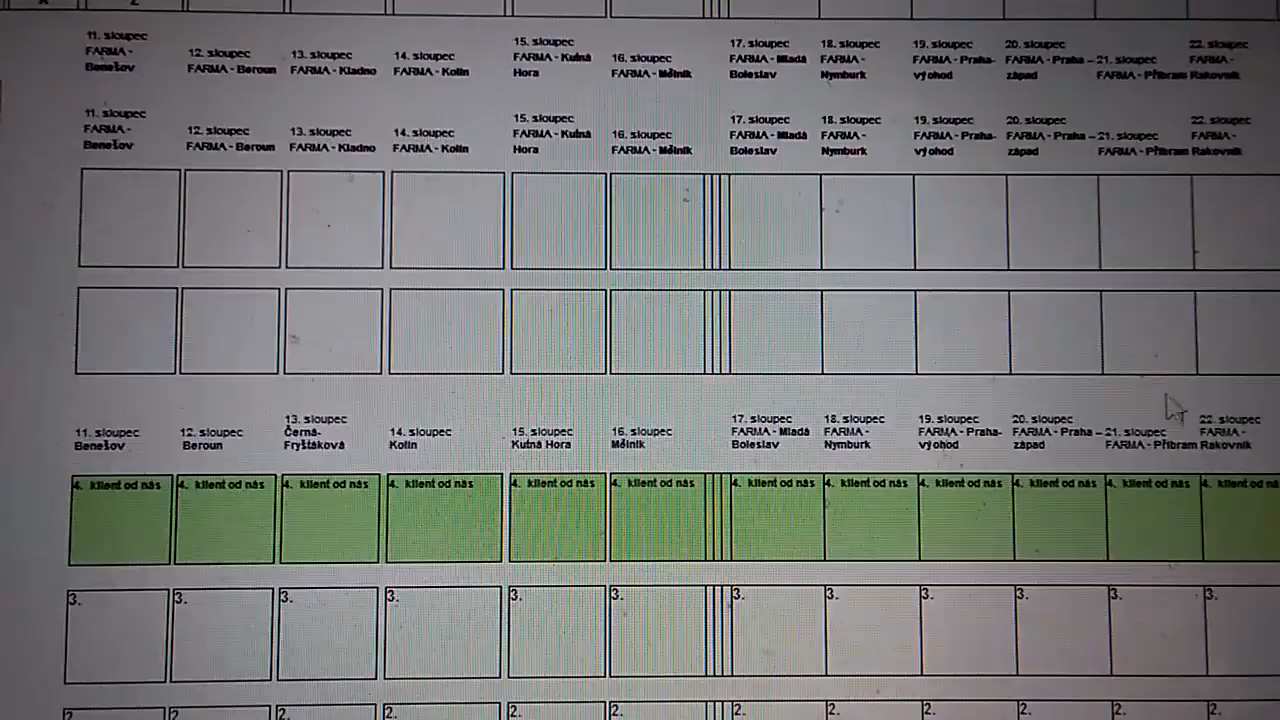 11. sloupec
FARMA -
Benešov
12. sloupec
FARMA - Beroun
13. sloupec
FARMA - Kladno
14. sloupec
FARMA - Kolín
15. sloupec
FARMA - Kutná
Hora
16. sloupec
FARMA - Mělník
17. sloupec
FARMA - Mladá
Boleslav
18. sloupec
FARMA -
Nymburk
19. sloupec
FARMA - Praha-
východ
20. sloupec
FARMA - Praha –
západ
21. sloupec
FARMA - Příbram
22. sloupec
FARMA -
Rakovník
11. sloupec
FARMA -
Benešov
12. sloupec
FARMA - Beroun
13. sloupec
FARMA - Kladno
14. sloupec
FARMA - Kolín
15. sloupec
FARMA - Kutná
Hora
16. sloupec
FARMA - Mělník
17. sloupec
FARMA - Mladá
Boleslav
18. sloupec
FARMA -
Nymburk
19. sloupec
FARMA - Praha-
východ
20. sloupec
FARMA - Praha –
západ
21. sloupec
FARMA - Příbram
22. sloupec
FARMA -
Rakovník
11. sloupec
Benešov
12. sloupec
Beroun
13. sloupec
Černá-
Fryštáková
14. sloupec
Kolín
15. sloupec
Kutná Hora
16. sloupec
Mělník
17. sloupec
FARMA - Mladá
Boleslav
18. sloupec
FARMA -
Nymburk
19. sloupec
FARMA - Praha-
východ
20. sloupec
FARMA - Praha –
západ
21. sloupec
FARMA - Příbram
22. sloupec
FARMA -
Rakovník
4. klient od nás
4. klient od nás
4. klient od nás
4. klient od nás
4. klient od nás
4. klient od nás
4. klient od nás
4. klient od nás
4. klient od nás
4. klient od nás
4. klient od nás
4. klient od ná
3.
3.
3.
3.
3.
3.
3.
3.
3.
3.
3.
3.
2.
2.
2.
2.
2.
2.
2.
2.
2.
2.
2.
2.